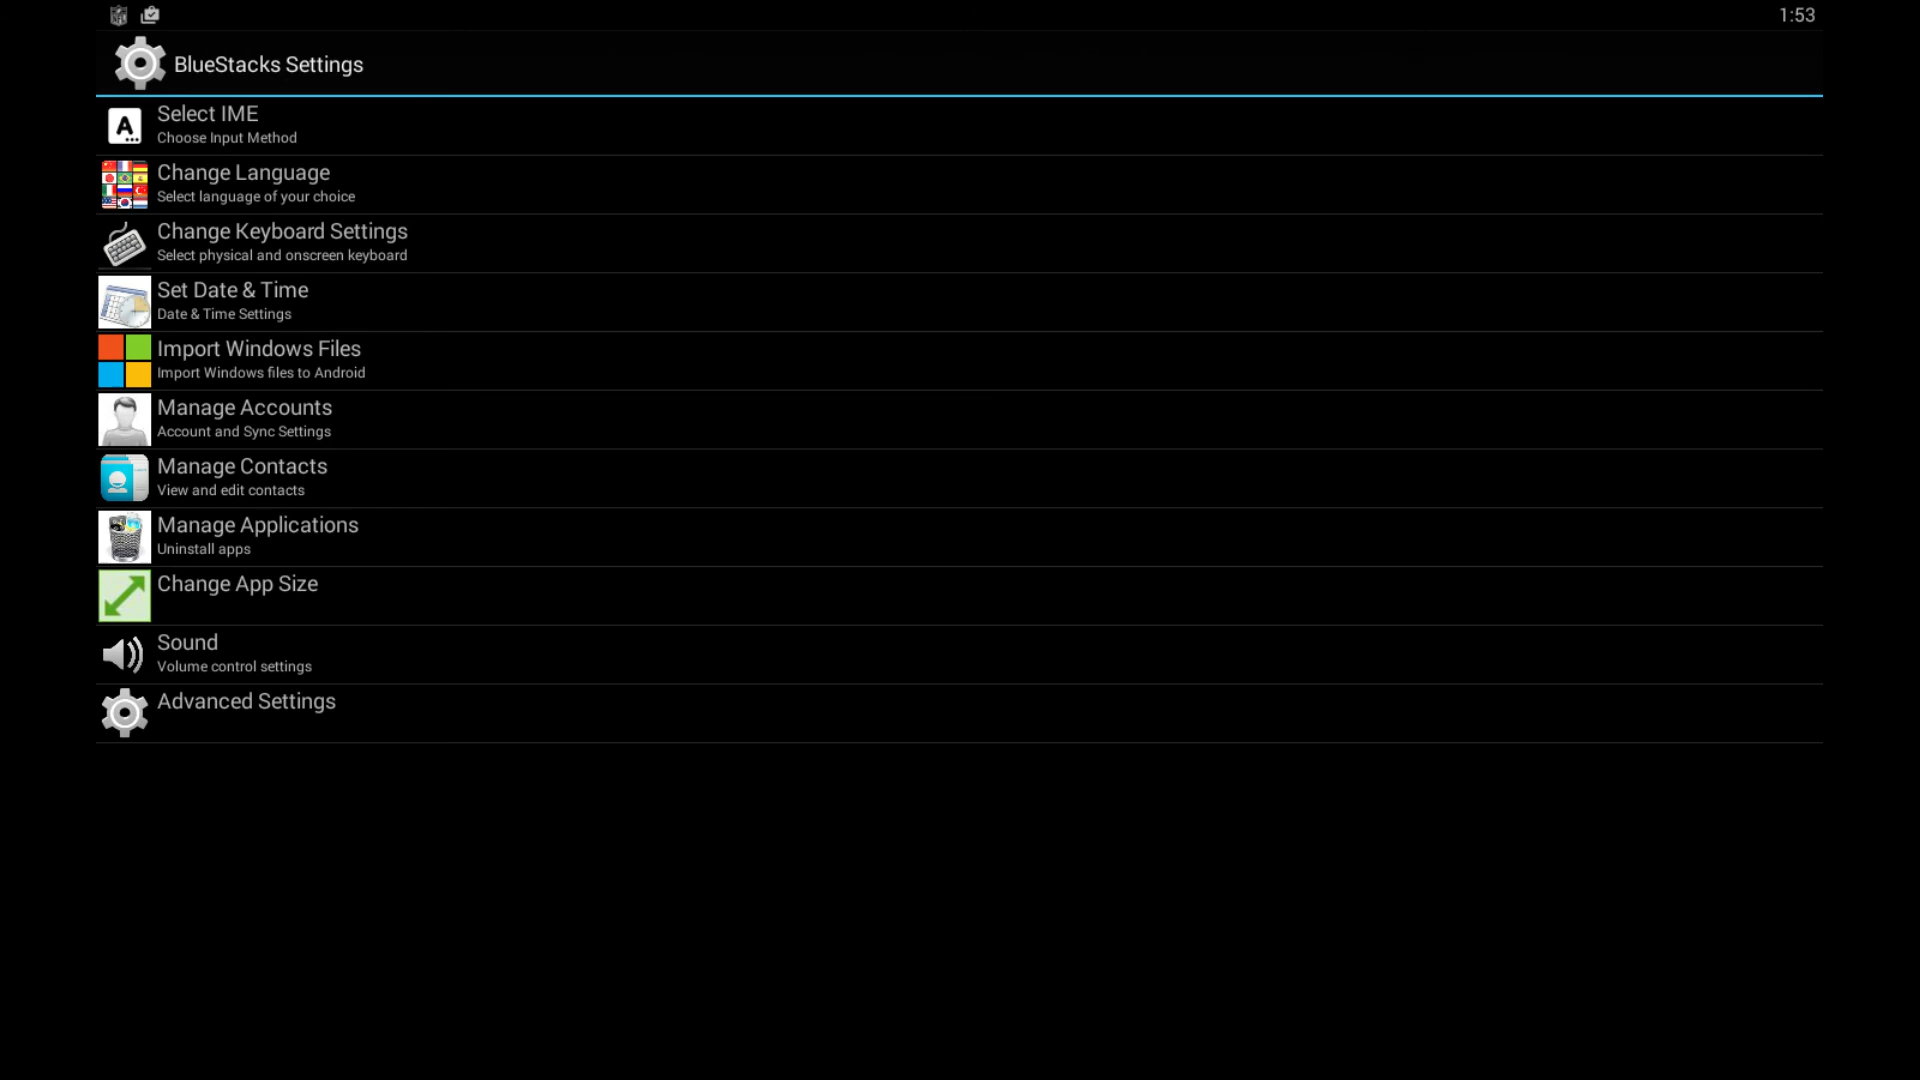 1:53
BlueStacks Settings
Select IME
Choose Input Method
Change Language
Select language of your choice
Change Keyboard Settings
Select physical and onscreen keyboard
Set Date & Time
Date & Time Settings
Import Windows Files
Import Windows files to Android
Manage Accounts
Account and Sync Settings
Manage Contacts
View and edit contacts
Manage Applications
Uninstall apps
Change App Size
Sound
Volume control settings
Advanced Settings